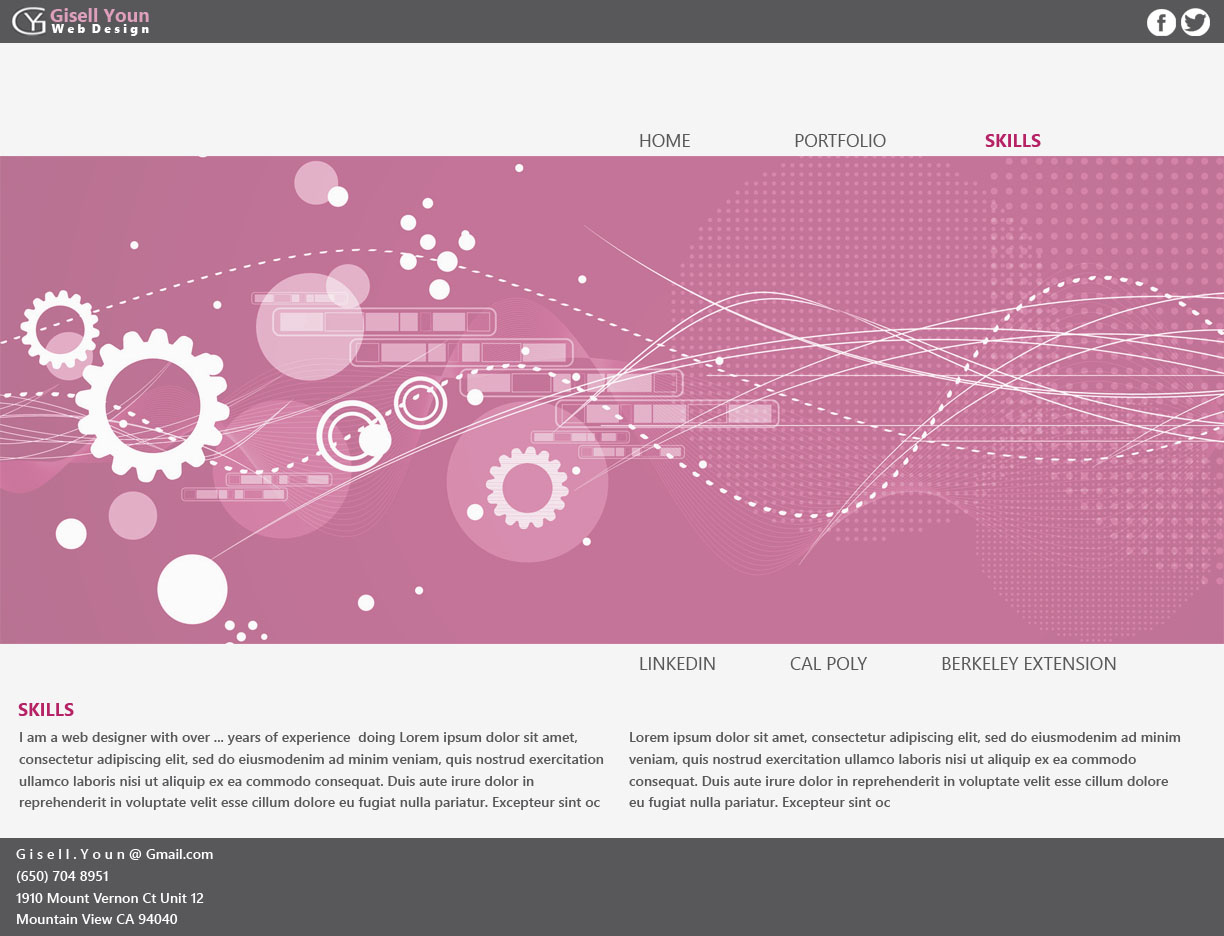 GY Gisell Youn
Web Design
f
HOME PORTFOLIO SKILLS
LINKEDIN CAL POLY BERKELEY EXTENSION
SKILLS
I am a web designer with over ... years of experience  doing Lorem ipsum dolor sit amet,
consectetur adipiscing elit, sed do eiusmodenim ad minim veniam, quis nostrud exercitation
ullamco laboris nisi ut aliquip ex ea commodo consequat. Duis aute irure dolor in
reprehenderit in voluptate velit esse cillum dolore eu fugiat nulla pariatur. Excepteur sint oc
Lorem ipsum dolor sit amet, consectetur adipiscing elit, sed do eiusmodenim ad minim
veniam, quis nostrud exercitation ullamco laboris nisi ut aliquip ex ea commodo
consequat. Duis aute irure dolor in reprehenderit in voluptate velit esse cillum dolore
eu fugiat nulla pariatur. Excepteur sint oc
Gisell.Youn@ Gmail.com
(650) 704 8951
1910 Mount Vernon Ct Unit 12
Mountain View CA 94040